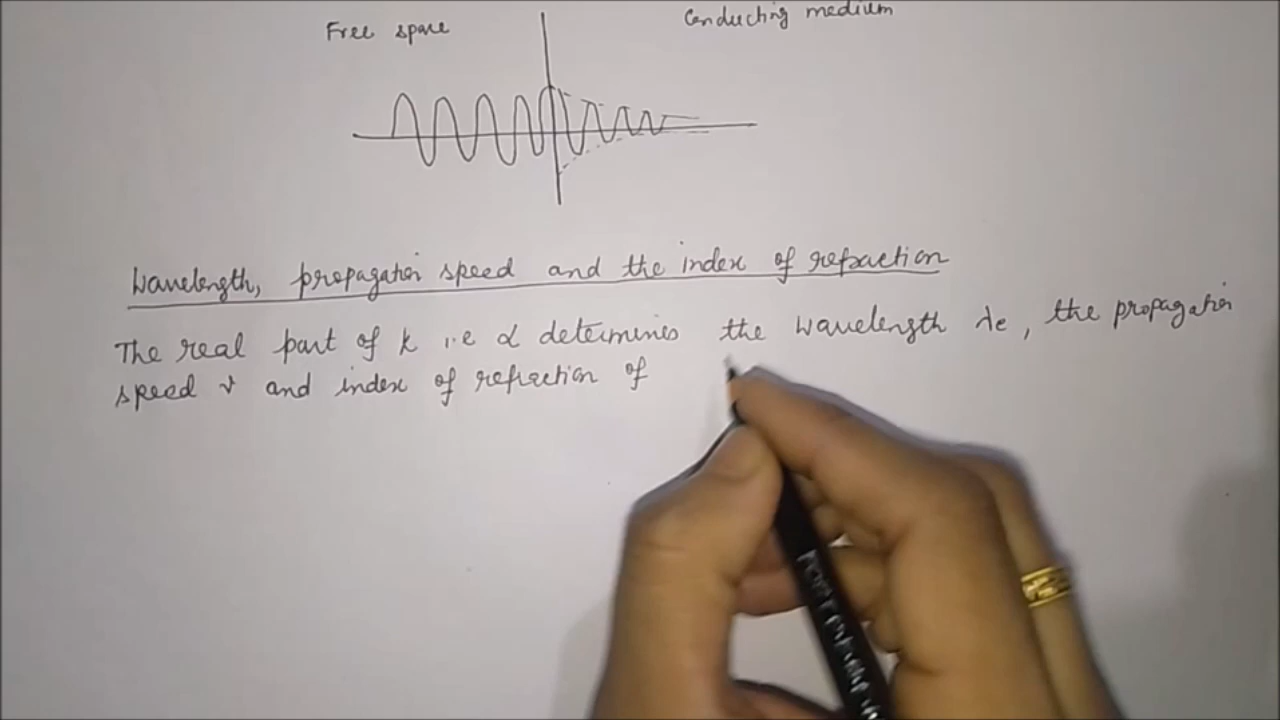 Free space
Conducting medium
Wavelength, propagation speed and the index of refraction
The real part of k i.e α determines the wavelength λe, the propagation
speed v and index of refraction of